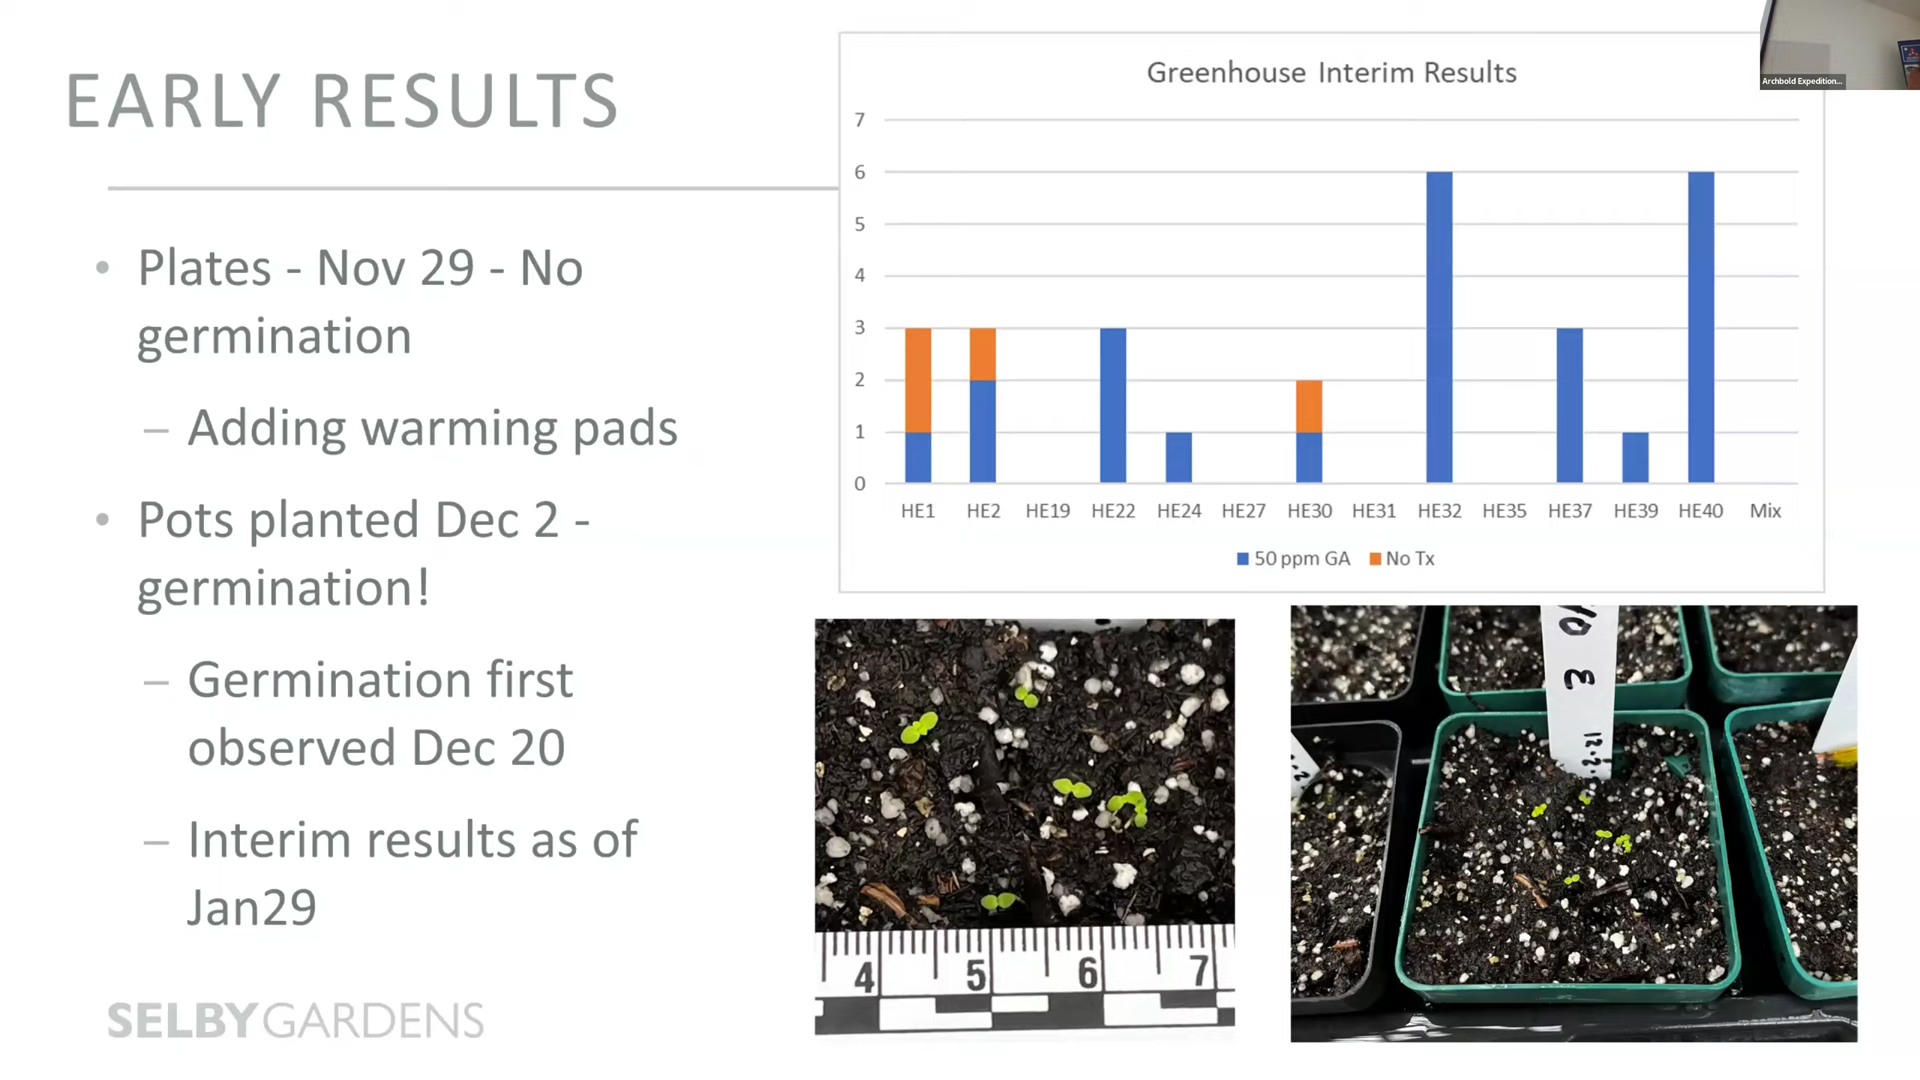 EARLY RESULTS
• Plates - Nov 29 - No
germination
– Adding warming pads
• Pots planted Dec 2 -
germination!
– Germination first
observed Dec 20
– Interim results as of
Jan29
SELBYGARDENS
Greenhouse Interim Results
7
6
5
4
3
2
1
0
HE1 HE2 HE19 HE22 HE24 HE27 HE30 HE31 HE32 HE35 HE37 HE39 HE40 Mix
50 ppm GA No Tx
Archbold Expedition...
4 5 6 7